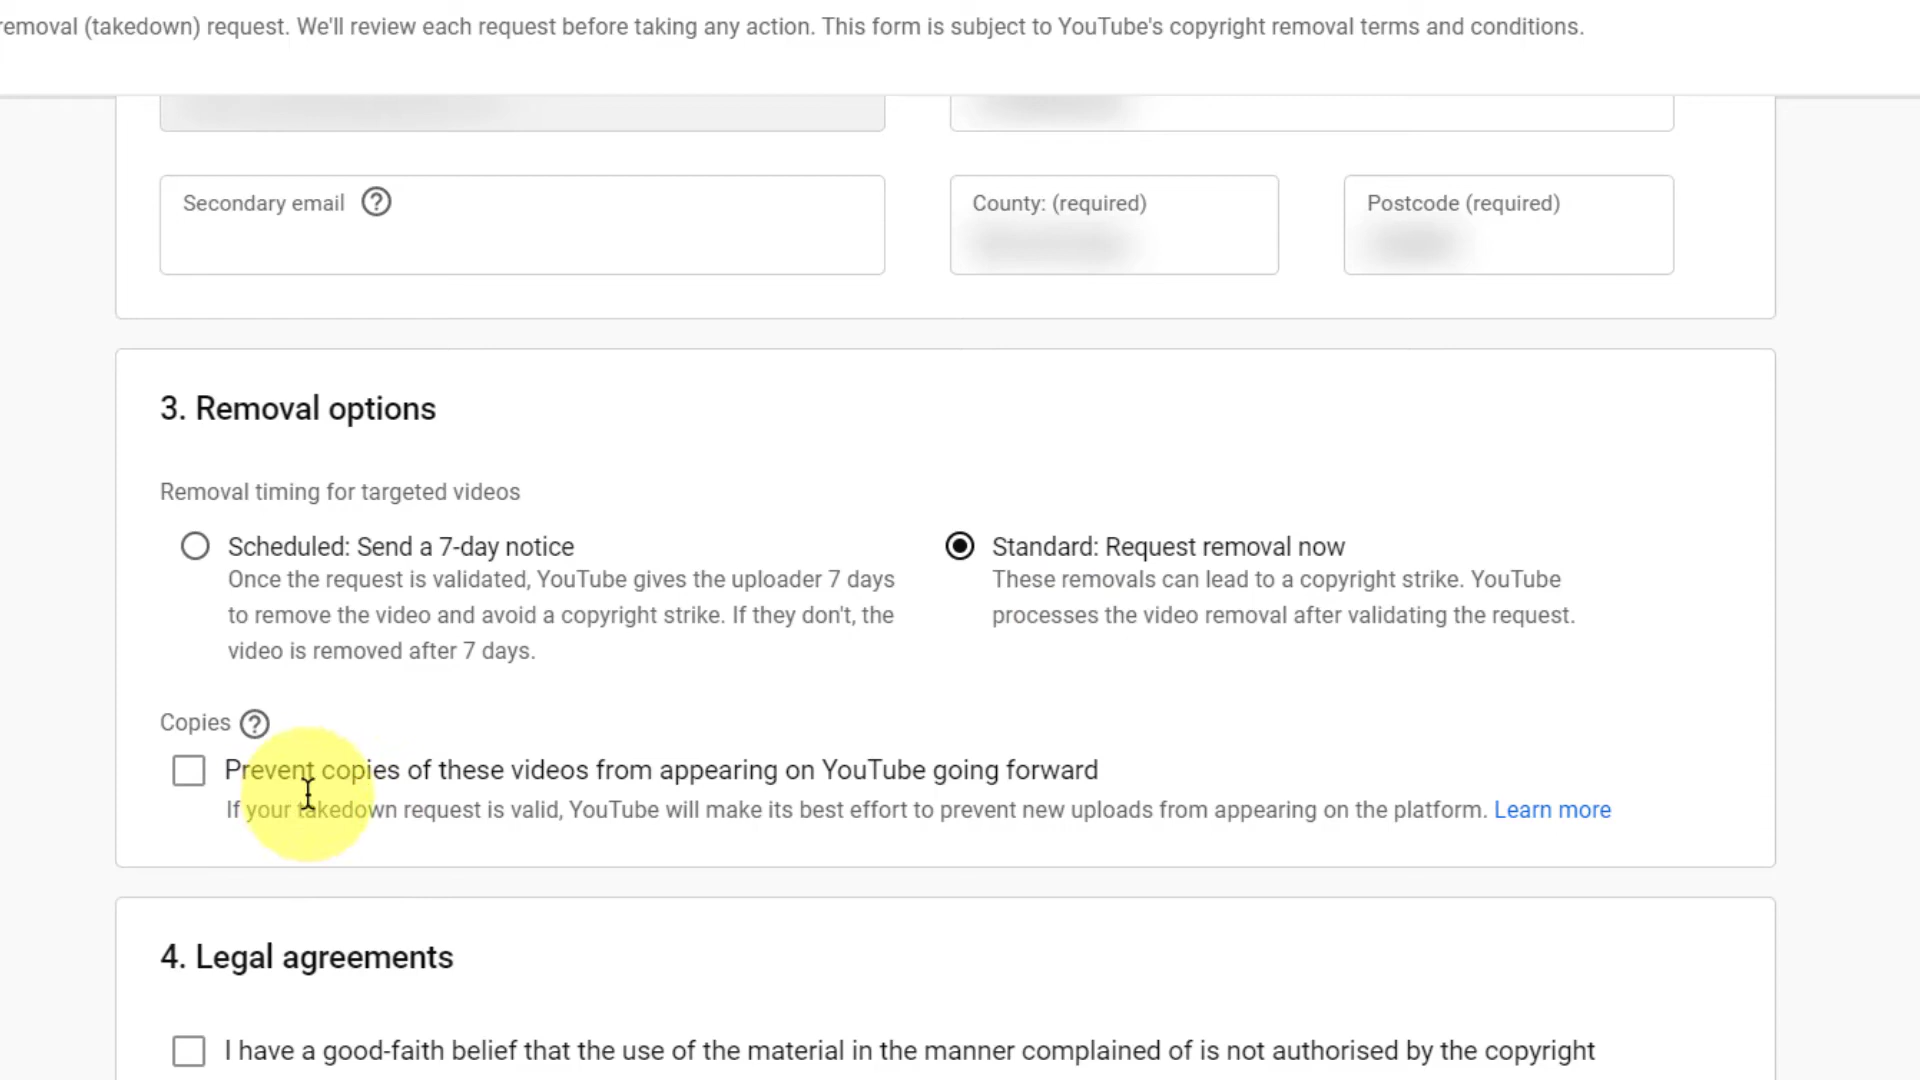 removal (takedown) request. We'll review each request before taking any action. This form is subject to YouTube's copyright removal terms and conditions.
Secondary email
County: (required)
Postcode (required)
3. Removal options
Removal timing for targeted videos
Scheduled: Send a 7-day notice
Once the request is validated, YouTube gives the uploader 7 days
to remove the video and avoid a copyright strike. If they don't, the
video is removed after 7 days.
Standard: Request removal now
These removals can lead to a copyright strike. YouTube
processes the video removal after validating the request.
Copies
Prevent copies of these videos from appearing on YouTube going forward
If your takedown request is valid, YouTube will make its best effort to prevent new uploads from appearing on the platform. Learn more
4. Legal agreements
I have a good-faith belief that the use of the material in the manner complained of is not authorised by the copyright